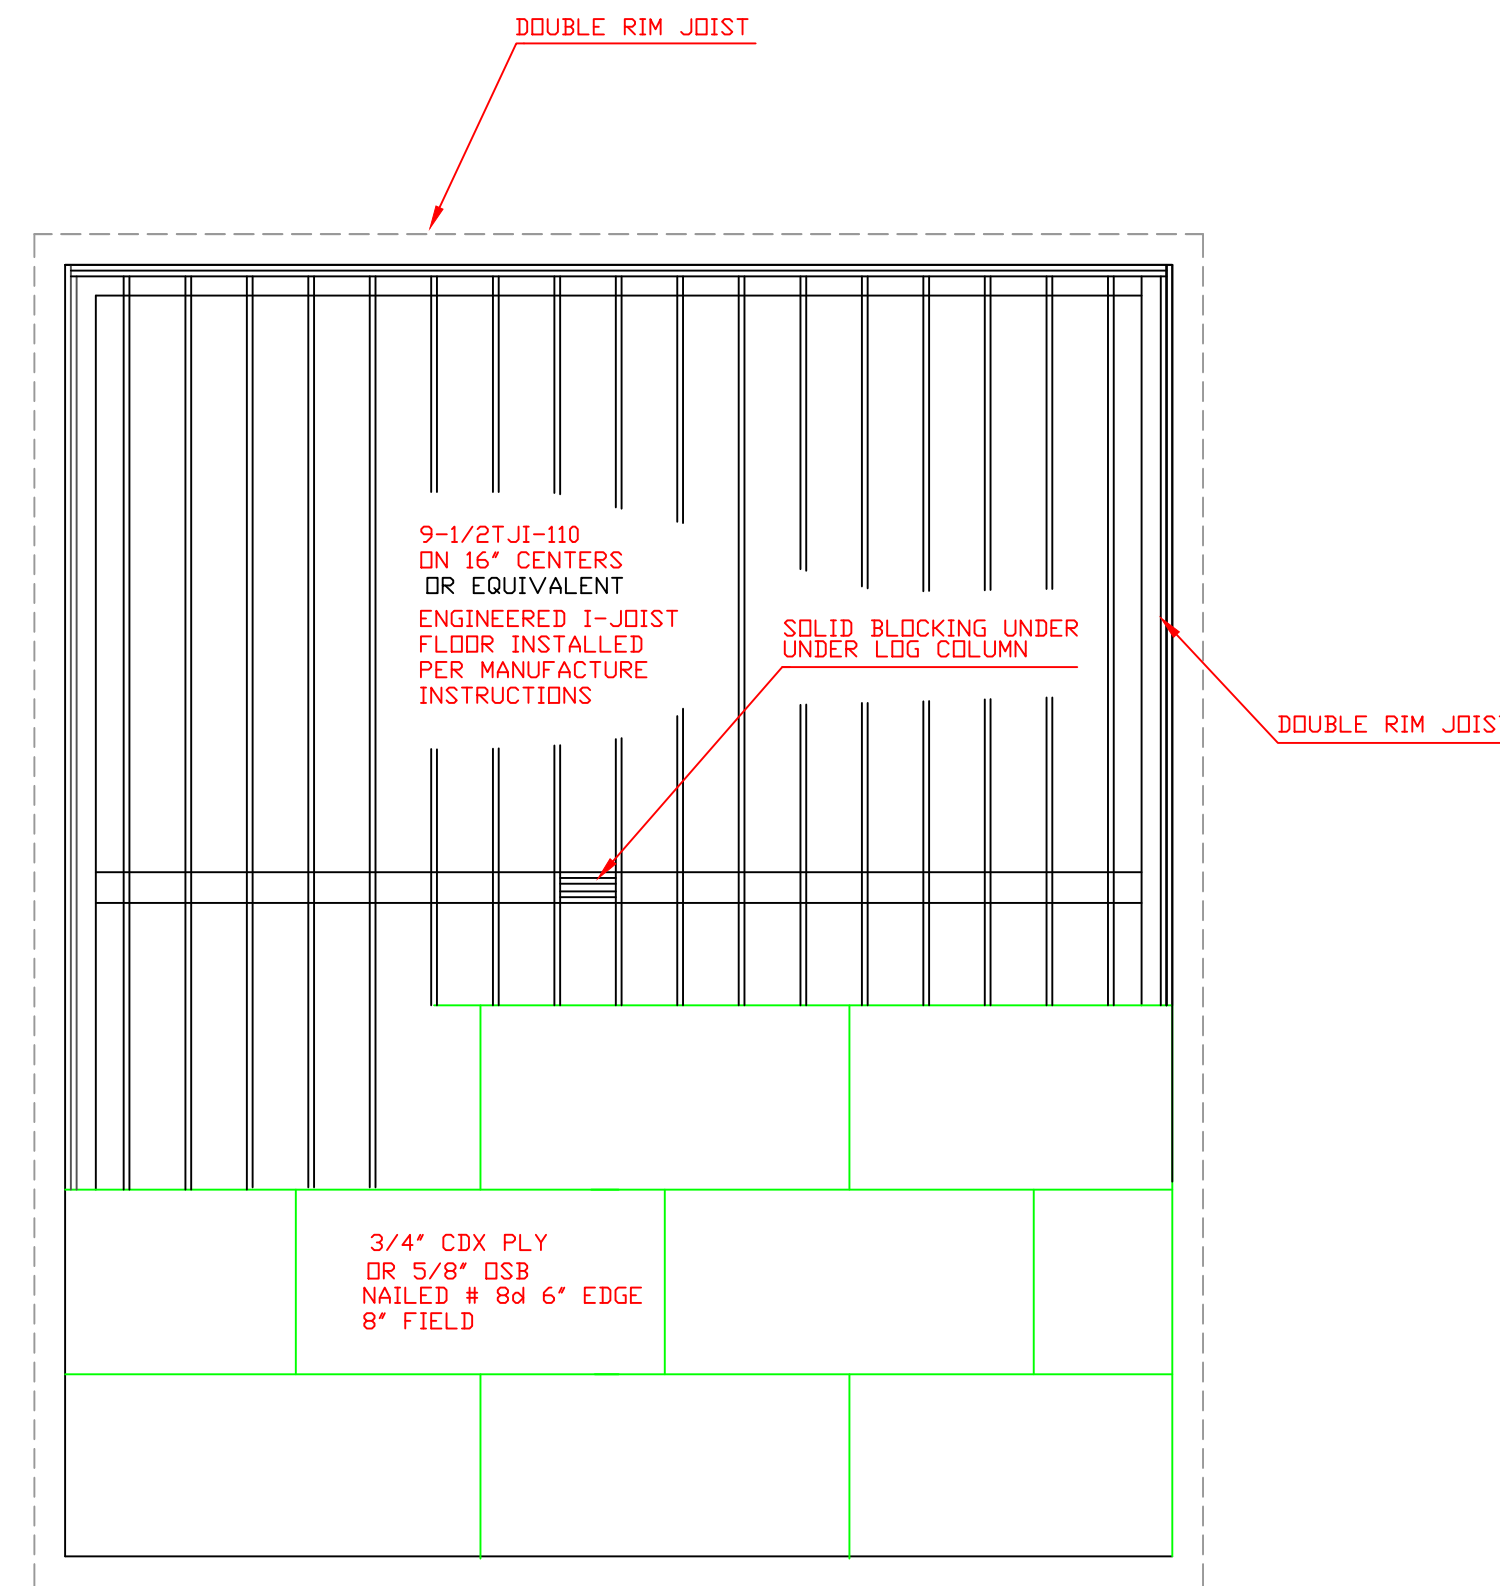 DOUBLE RIM JOIST
9-1/2TJI-110
ON 16" CENTERS
OR EQUIVALENT
ENGINEERED I-JOIST
FLOOR INSTALLED
PER MANUFACTURE
INSTRUCTIONS
SOLID BLOCKING UNDER
UNDER LOG COLUMN
DOUBLE RIM JOIST
3/4" CDX PLY
OR 5/8" OSB
NAILED # 8d 6" EDGE
8" FIELD